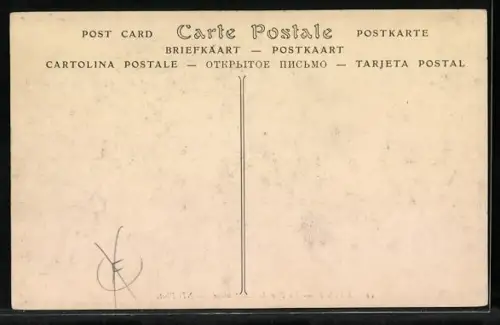 POST CARD Carte Postale POSTKARTE
BRIEFKAART — POSTKAART
CARTOLINA POSTALE — ОТКРЫТОЕ ПИСЬМО — TARJETA POSTAL
F